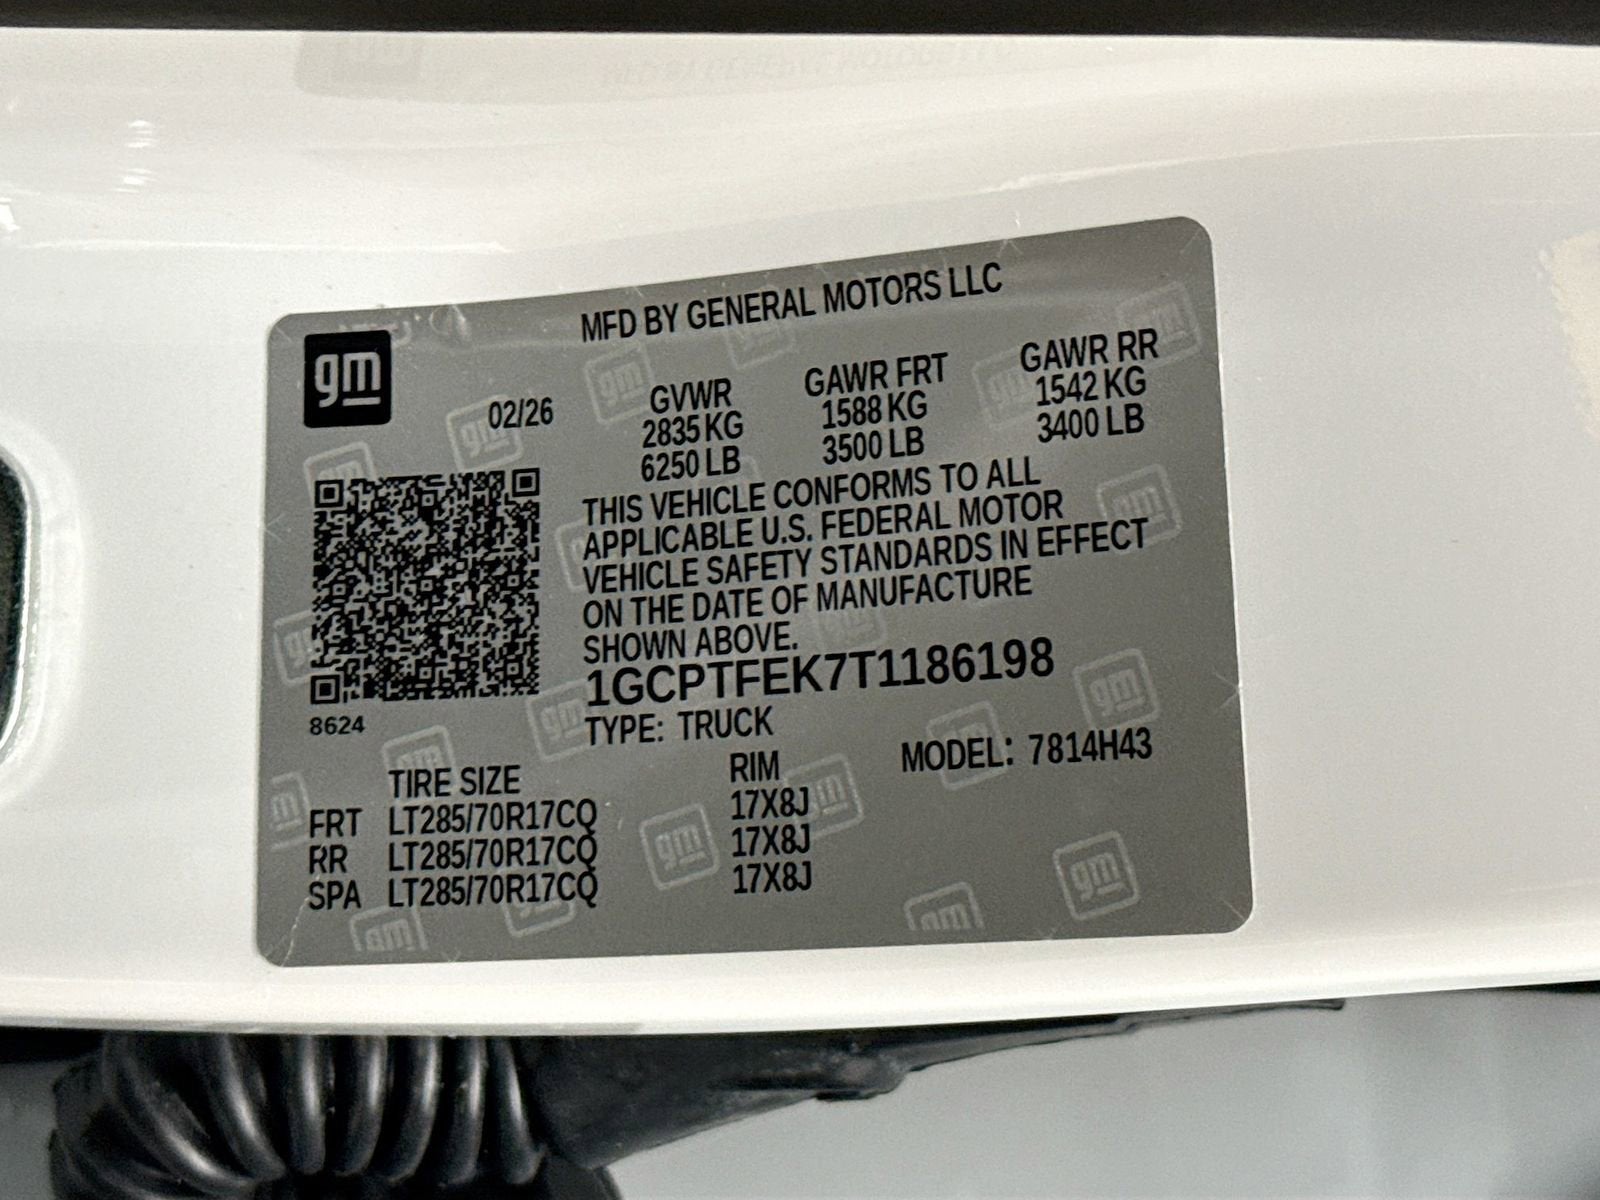 gm
MFD BY GENERAL MOTORS LLC
02/26
GVWR
2835 KG
6250 LB
GAWR FRT
1588 KG
3500 LB
GAWR RR
1542 KG
3400 LB
THIS VEHICLE CONFORMS TO ALL
APPLICABLE U.S. FEDERAL MOTOR
VEHICLE SAFETY STANDARDS IN EFFECT
ON THE DATE OF MANUFACTURE
SHOWN ABOVE.
1GCPTFEK7T1186198
8624
TYPE: TRUCK
MODEL: 7814H43
TIRE SIZE RIM
FRT LT285/70R17CQ 17X8J
RR LT285/70R17CQ 17X8J
SPA LT285/70R17CQ 17X8J